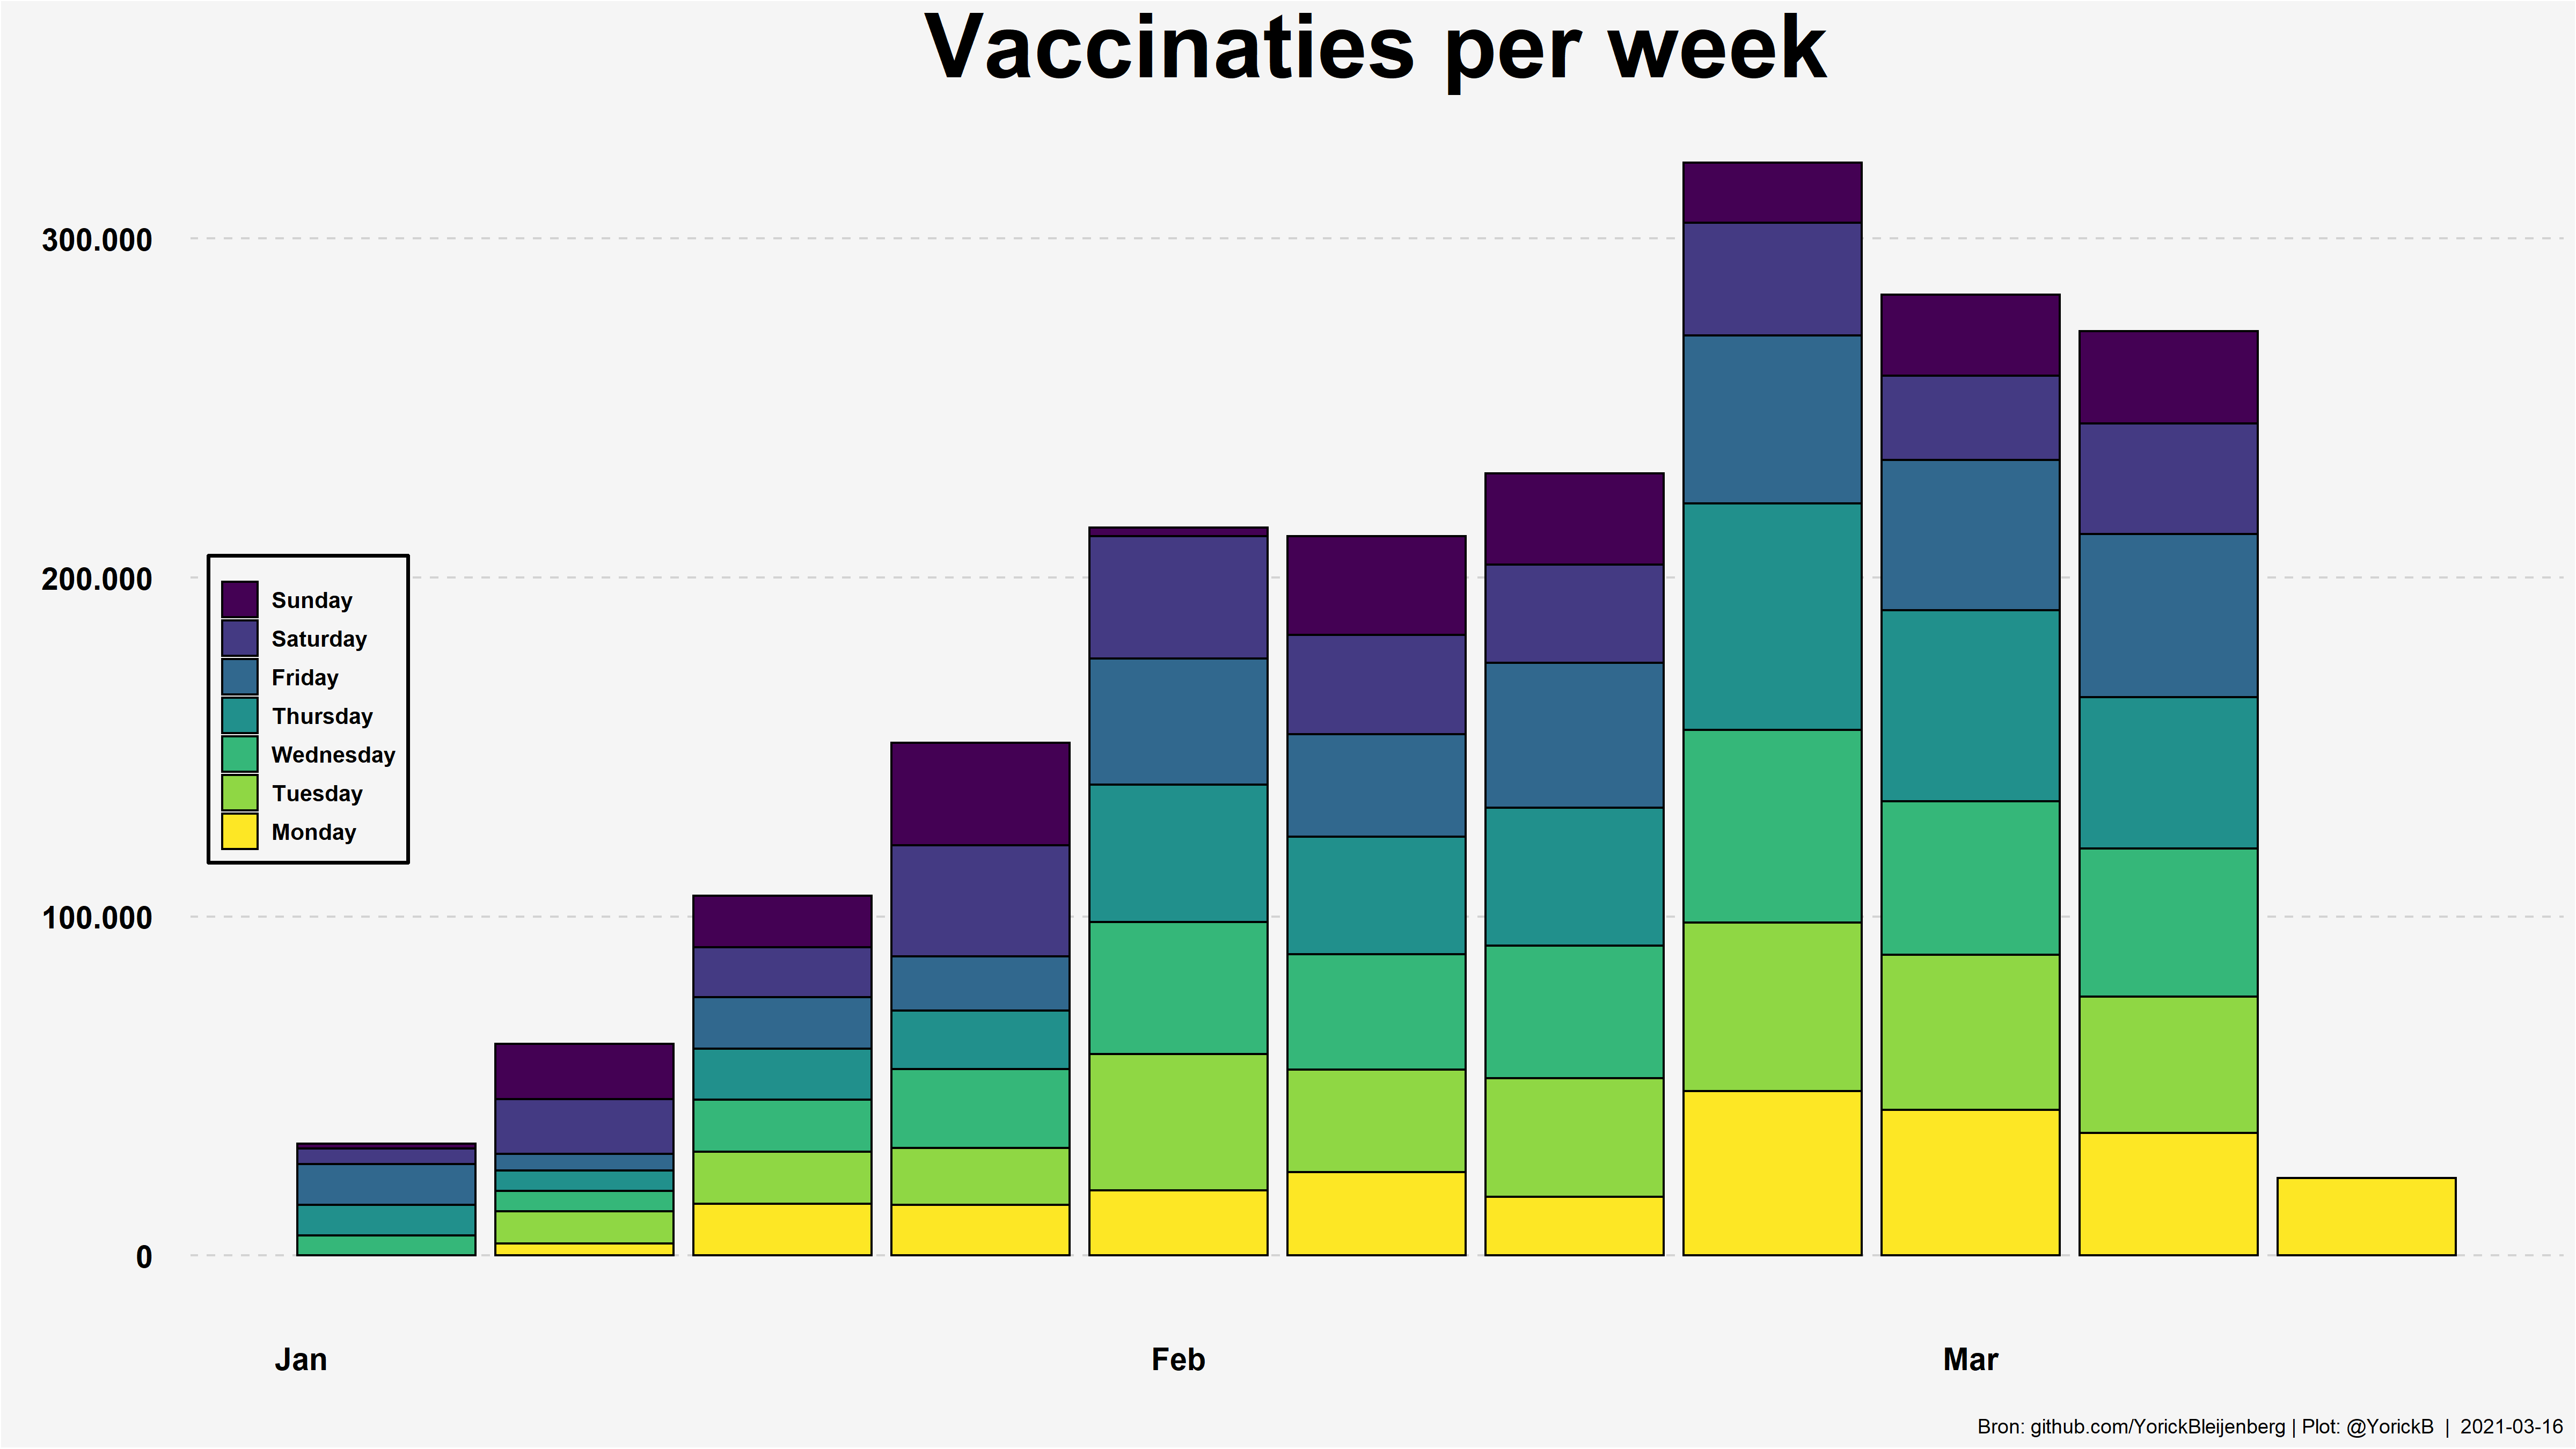 Vaccinaties per week
300.000
200.000
100.000
0
Sunday
Saturday
Friday
Thursday
Wednesday
Tuesday
Monday
Jan Feb Mar
Bron: github.com/YorickBleijenberg | Plot: @YorickB | 2021-03-16